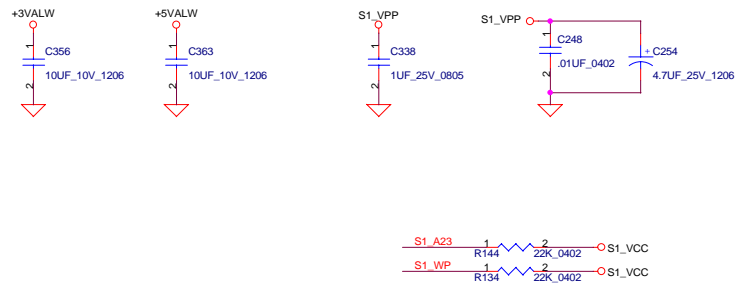 +3VALW
1
C356
10UF_10V_1206
2
+5VALW
1
C363
10UF_10V_1206
2
S1_VPP
1
C338
1UF_25V_0805
2
S1_VPP
1
C248
.01UF_0402
2
+
C254
4.7UF_25V_1206
S1_A23
1
2
R144
22K_0402
S1_VCC
S1_WP
1
2
R134
22K_0402
S1_VCC